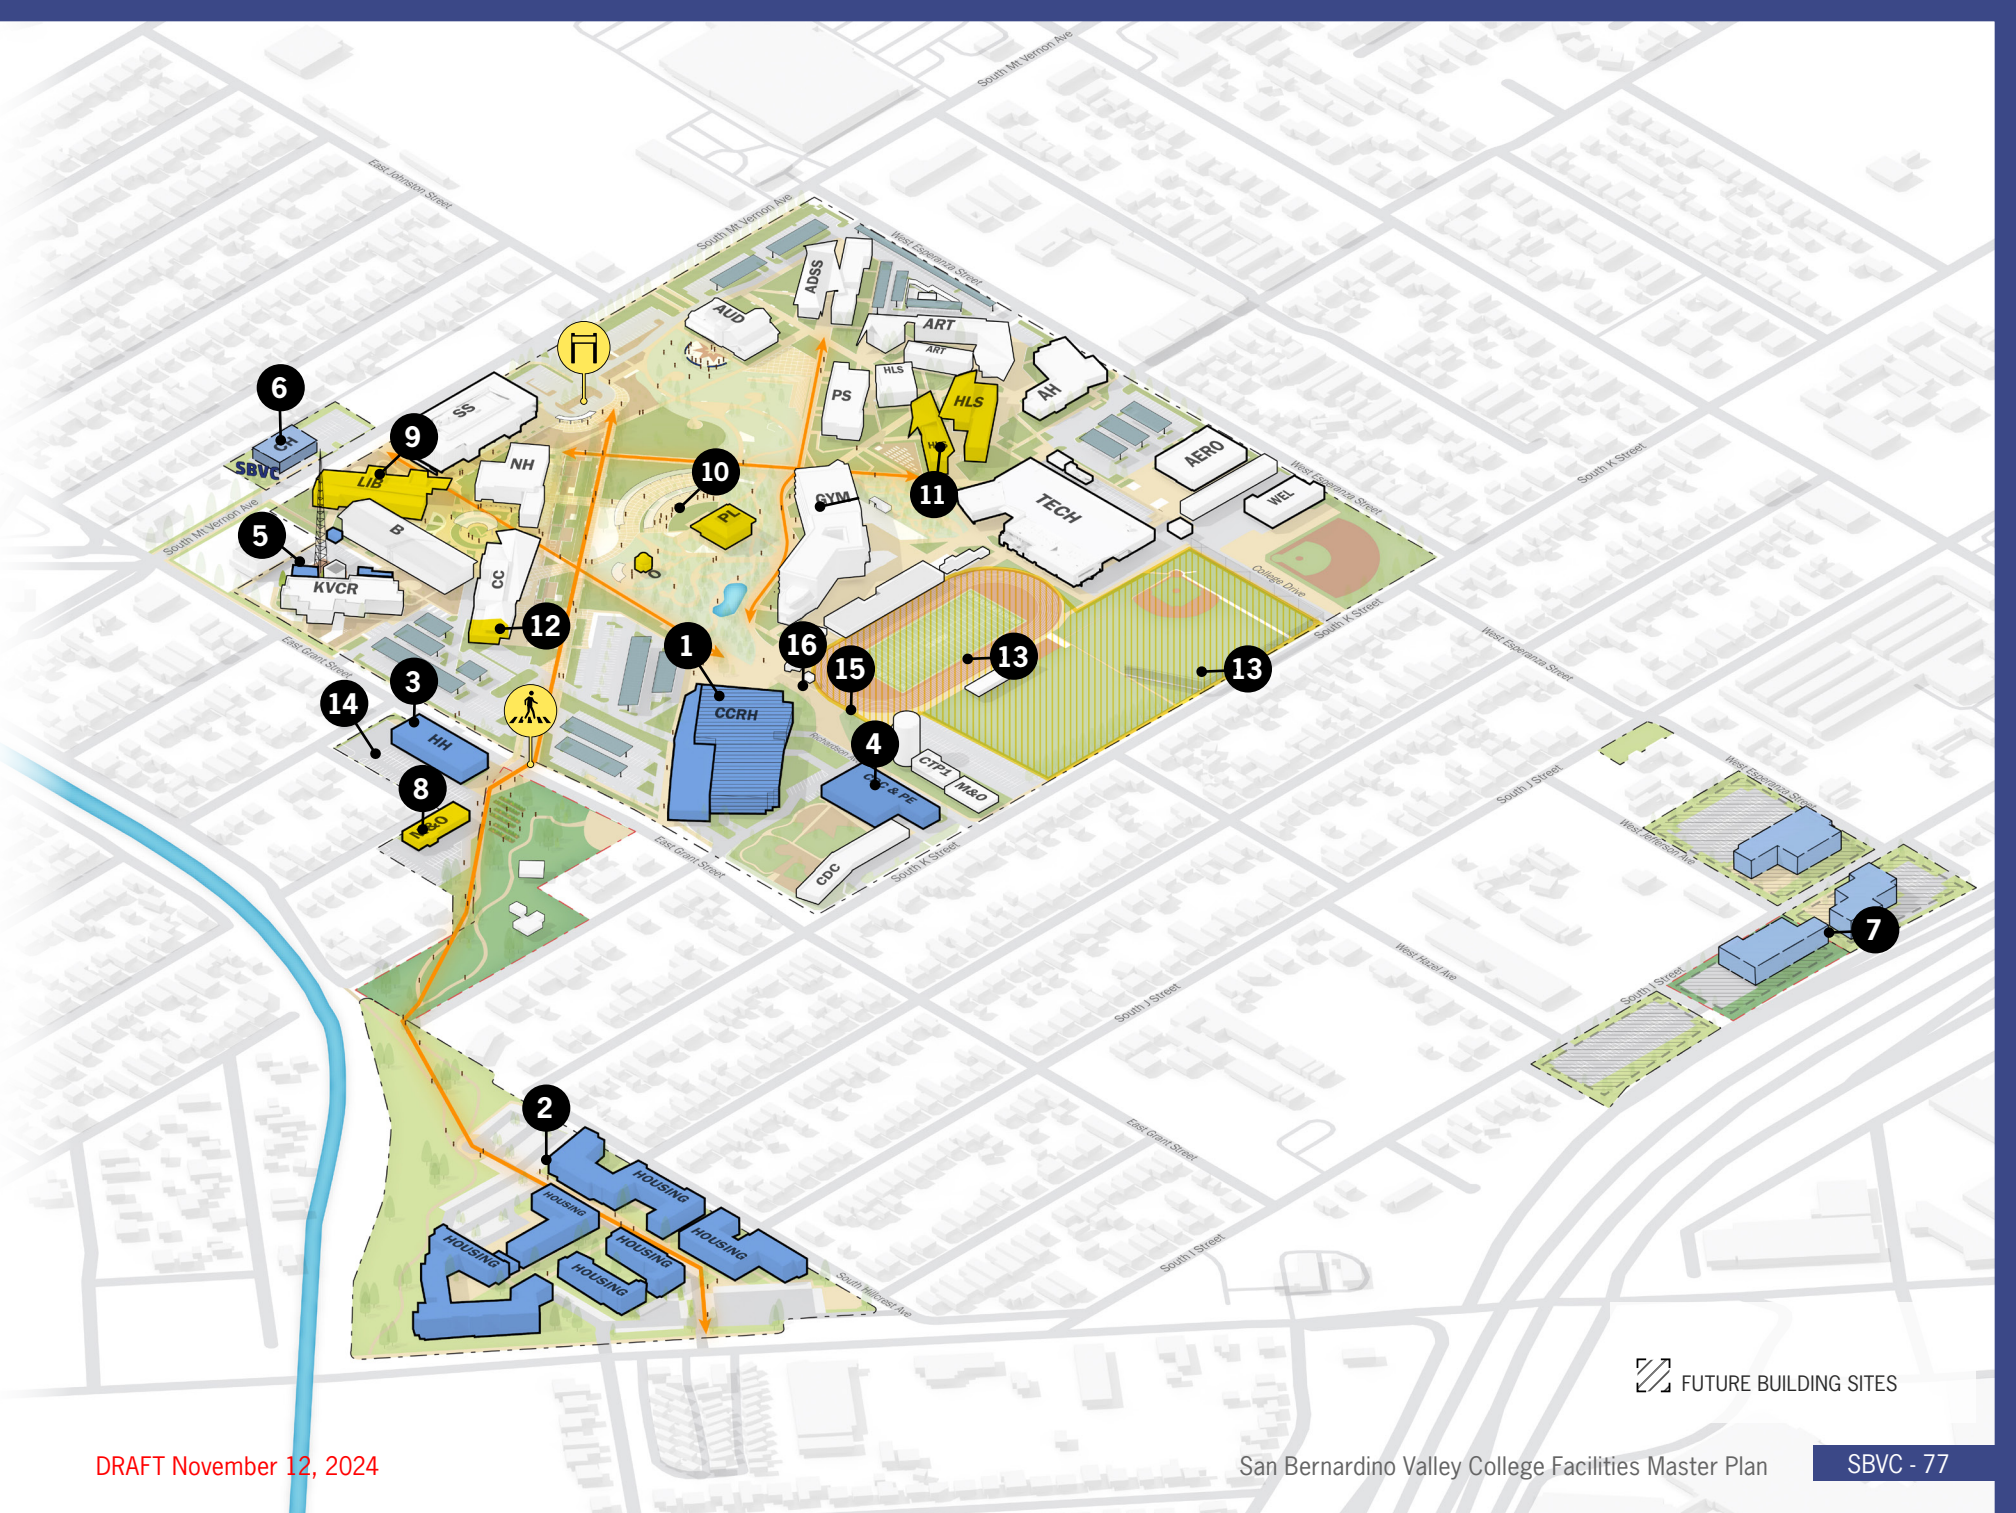 South Mt Vernon Ave
East Johnston Street
South Mt Vernon Ave
West Esperanza Street
ADSS
AUD
ART
ART
HLS
PS
HLS
AH
6
CH
SBVC
9
SS
NH
LIB
10
PL
GYM
11
HLS
TECH
AERO
WEL
West Esperanza Street
South K Street
South Mt Vernon Ave
5
B
CC
KVCR
12
College Drive
South K Street
West Esperanza Street
East Grant Street
1
16
15
13
13
3
14
HH
CCRH
Richardson
4
CTP1
M&O
& PE
8
M&O
East Grant Street
CDC
South K Street
South J Street
West Esperanza Street
West Jefferson Ave
7
West Hazel Ave
South I Street
South J Street
2
East Grant Street
HOUSING
HOUSING
HOUSING
HOUSING
HOUSING
HOUSING
South I Street
South Hillcrest Ave
FUTURE BUILDING SITES
DRAFT November 12, 2024
San Bernardino Valley College Facilities Master Plan
SBVC - 77